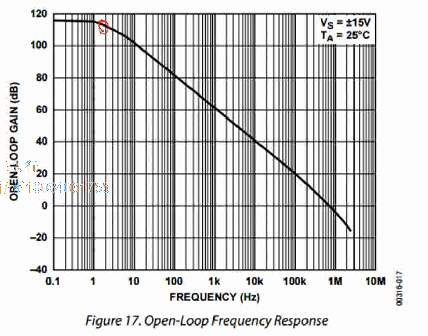 120
100
80
60
40
20
0
–20
–40
OPEN-LOOP GAIN (dB)
VS = ±15V
TA = 25°C
0.1 1 10 100 1k 10k 100k 1M 10M
FREQUENCY (Hz)
00316-017
Figure 17. Open-Loop Frequency Response